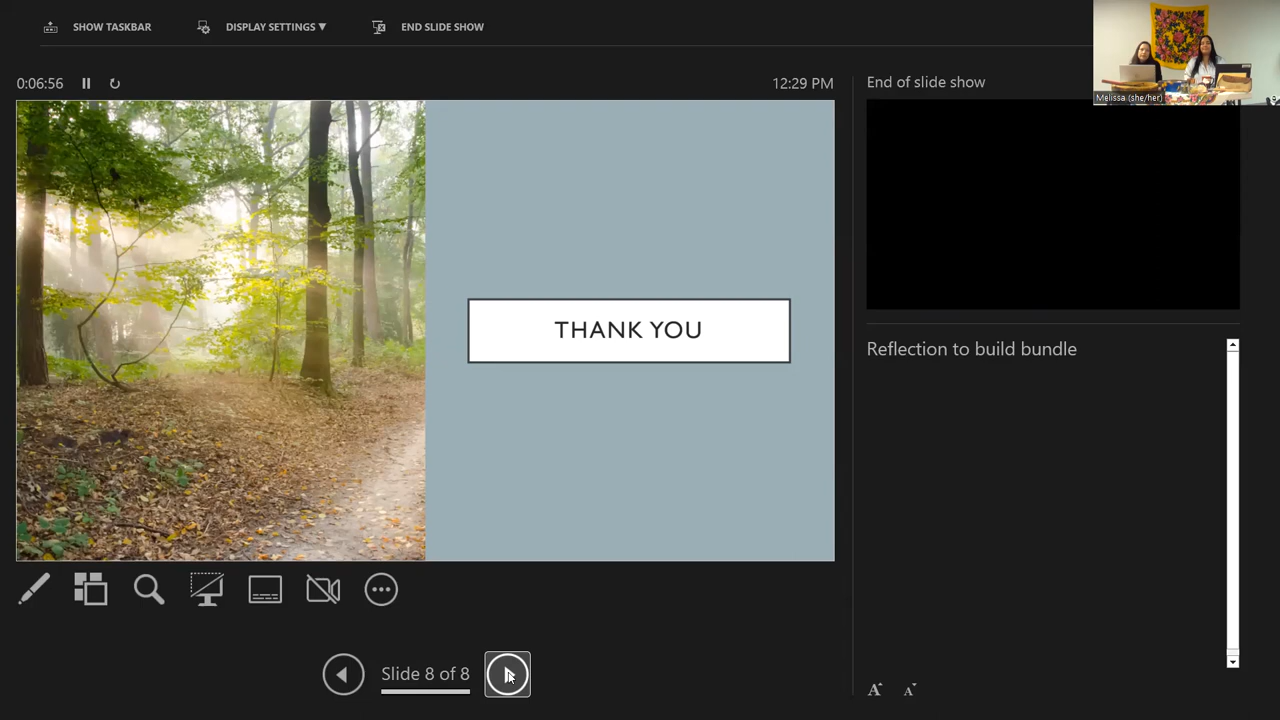 SHOW TASKBAR
DISPLAY SETTINGS ▼
END SLIDE SHOW
0:06:56
12:29 PM
End of slide show
Melissa (she/her)
THANK YOU
Reflection to build bundle
Slide 8 of 8
A A